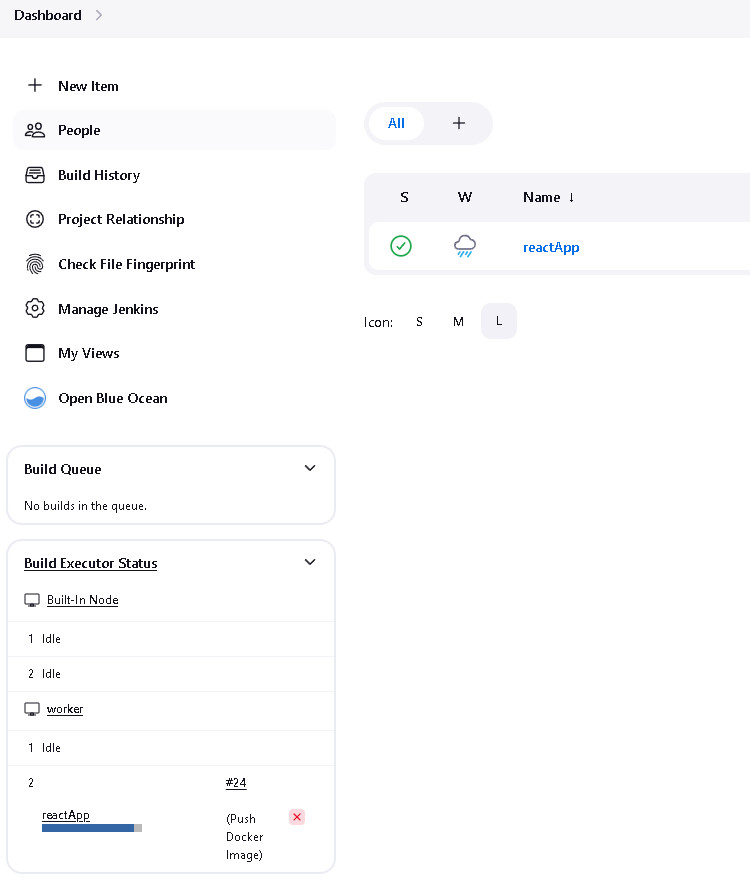 Dashboard
New Item
People
Build History
Project Relationship
Check File Fingerprint
Manage Jenkins
My Views
Open Blue Ocean
Build Queue
No builds in the queue.
Build Executor Status
Built-In Node
1 Idle
2 Idle
worker
1 Idle
2
reactApp
#24
(Push
Docker
Image)
All +
S W Name ↓
reactApp
Icon: S M L